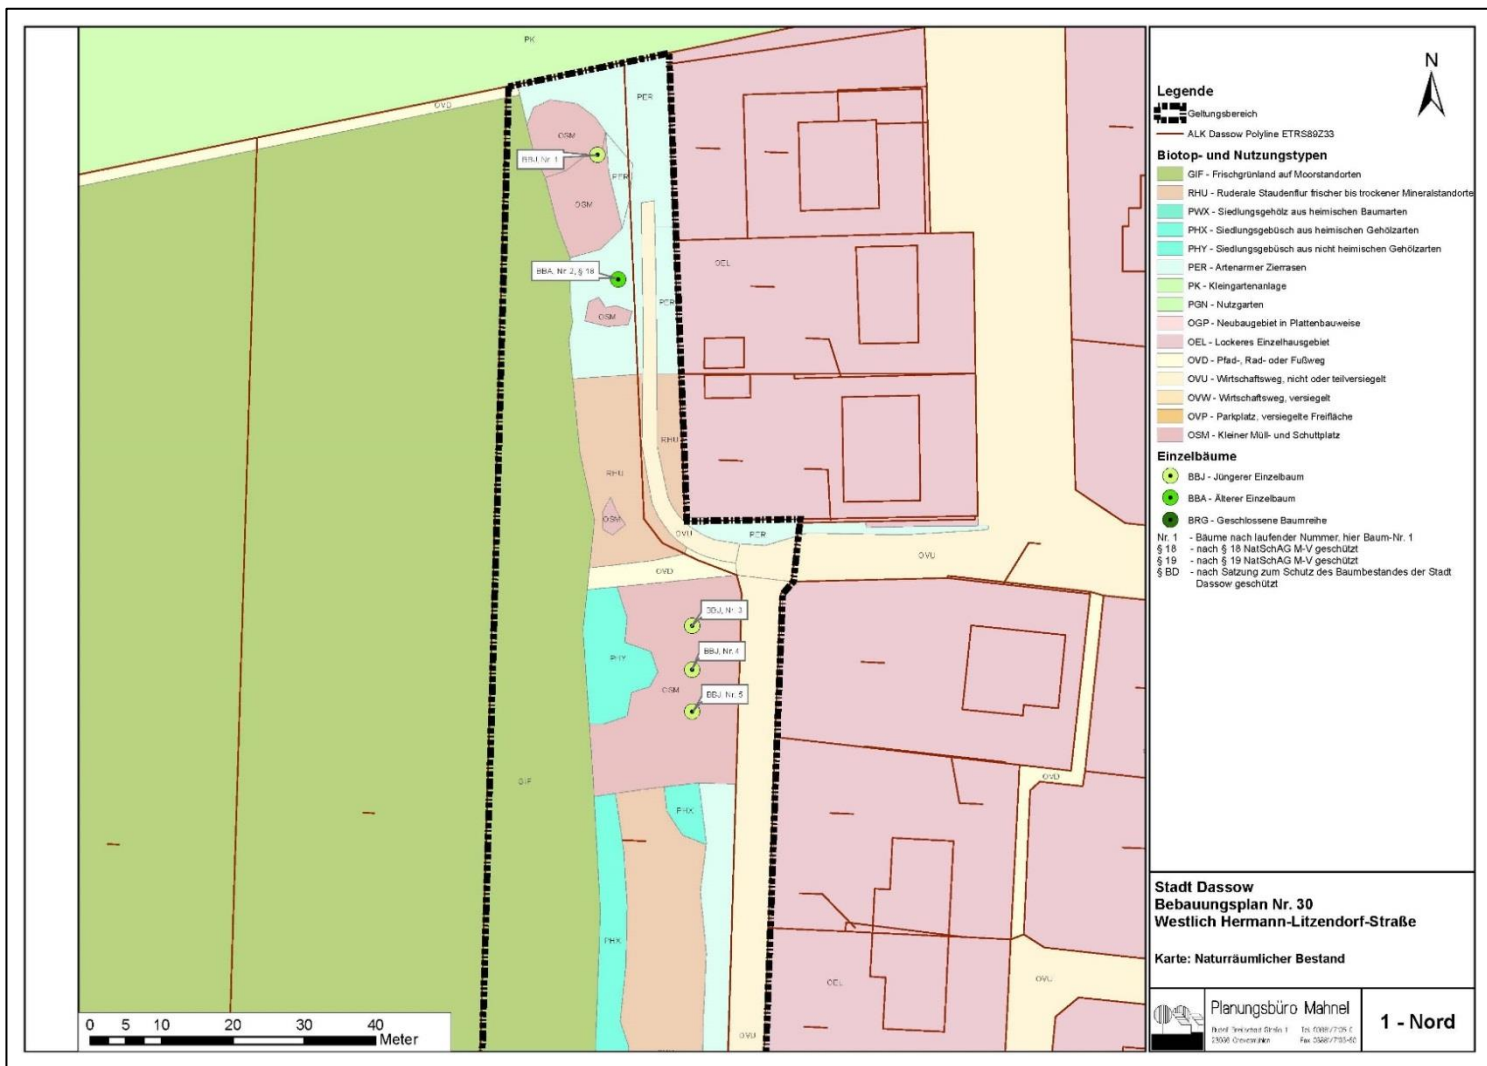 PK
OVD
PER
OSM
BBJ, Nr. 1
PER
OSM
OEL
BBA, Nr. 2, § 18
PER
OSM
RHU
RHU
OSM
OVU
PER
OVU
OVD
BBJ, Nr. 3
PHY
BBJ, Nr. 4
OSM
BBJ, Nr. 5
GIF
OVD
PHX
PHX
OEL
OVU
OVU
0 5 10 20 30 40
Meter
N
Legende
Geltungsbereich
ALK Dassow Polyline ETRS89Z33
Biotop- und Nutzungstypen
GIF - Frischgrünland auf Moorstandorten
RHU - Ruderale Staudenflur frischer bis trockener Mineralstandorte
PWX - Siedlungsgehölz aus heimischen Baumarten
PHX - Siedlungsgebüsch aus heimischen Gehölzarten
PHY - Siedlungsgebüsch aus nicht heimischen Gehölzarten
PER - Artenarmer Zierrasen
PK - Kleingartenanlage
PGN - Nutzgarten
OGP - Neubaugebiet in Plattenbauweise
OEL - Lockeres Einzelhausgebiet
OVD - Pfad-, Rad- oder Fußweg
OVU - Wirtschaftsweg, nicht oder teilversiegelt
OVW - Wirtschaftsweg, versiegelt
OVP - Parkplatz, versiegelte Freifläche
OSM - Kleiner Müll- und Schuttplatz
Einzelbäume
BBJ - Jüngerer Einzelbaum
BBA - Älterer Einzelbaum
BRG - Geschlossene Baumreihe
Nr. 1 - Bäume nach laufender Nummer, hier Baum-Nr. 1
§ 18 - nach § 18 NatSchAG M-V geschützt
§ 19 - nach § 19 NatSchAG M-V geschützt
§ BD - nach Satzung zum Schutz des Baumbestandes der Stadt
Dassow geschützt
Stadt Dassow
Bebauungsplan Nr. 30
Westlich Hermann-Litzendorf-Straße
Karte: Naturräumlicher Bestand
Planungsbüro Mahnel
1 - Nord